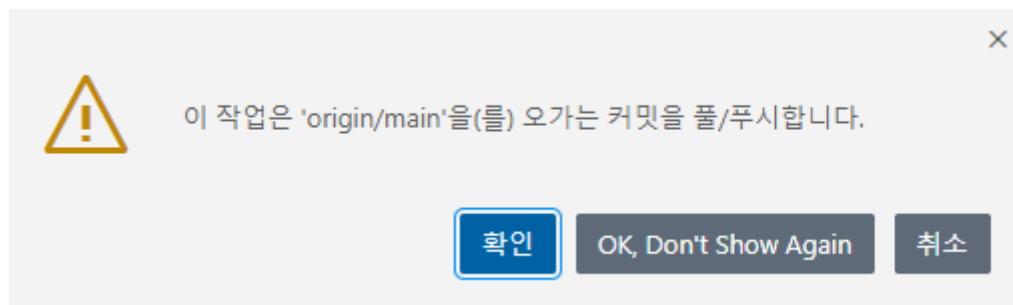 이 작업은 'origin/main'을(를) 오가는 커밋을 풀/푸시합니다.
확인 OK, Don't Show Again 취소